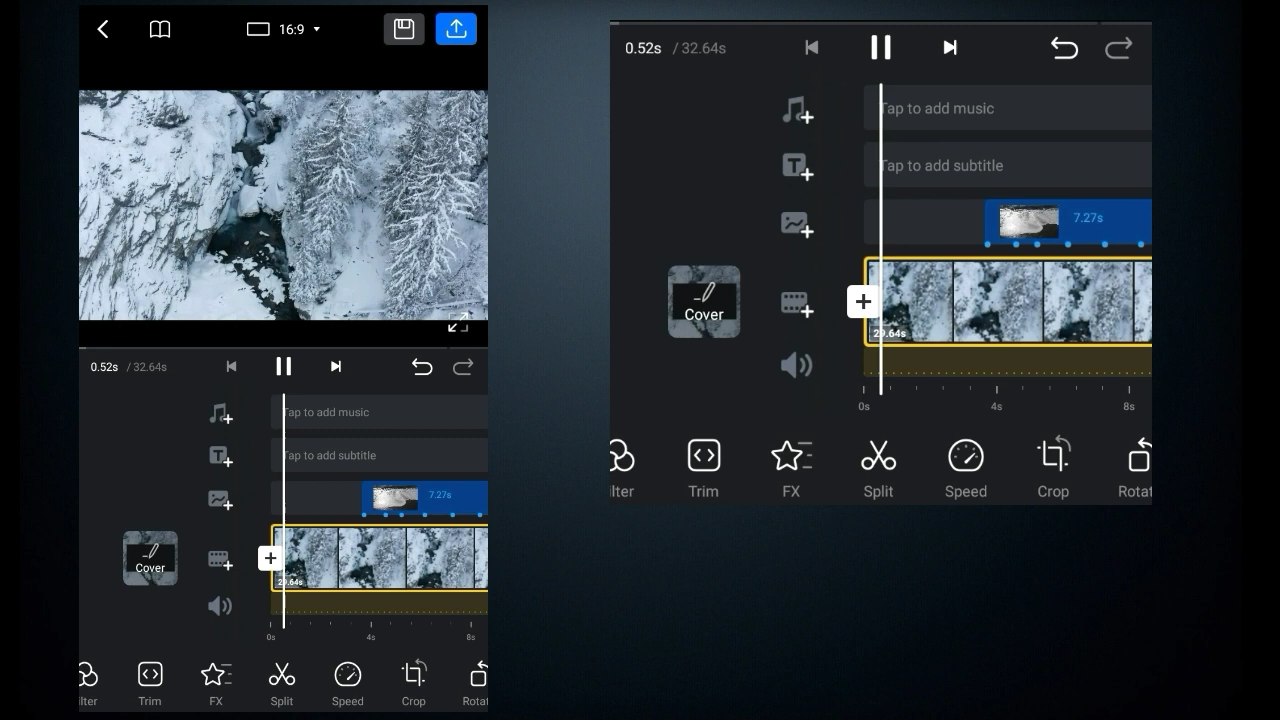 16:9
0.52s / 32.64s
Tap to add music
Tap to add subtitle
7.27s
Cover
29.64s
0s 4s 8s
ilter Trim FX Split Speed Crop Rotat
0.52s / 32.64s
Tap to add music
Tap to add subtitle
7.27s
Cover
29.64s
0s 4s 8s
ilter Trim FX Split Speed Crop Rotat